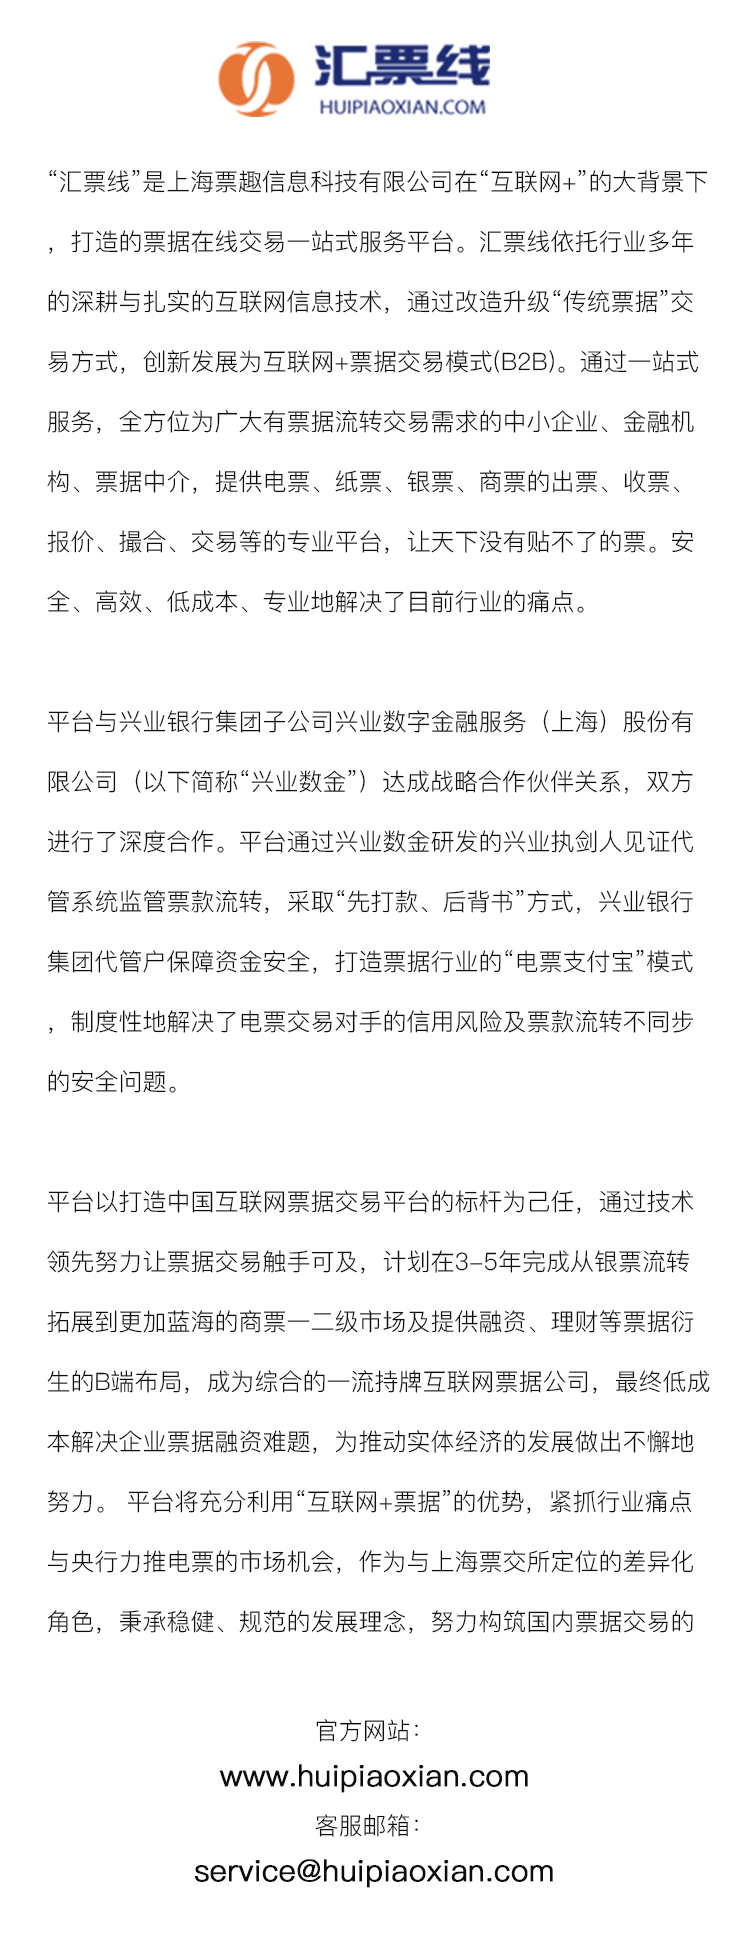 汇票线
HUIPIAOXIAN.COM
“汇票线”是上海票趣信息科技有限公司在“互联网+”的大背景下
，打造的票据在线交易一站式服务平台。汇票线依托行业多年
的深耕与扎实的互联网信息技术，通过改造升级“传统票据”交
易方式，创新发展为互联网+票据交易模式(B2B)。通过一站式
服务，全方位为广大有票据流转交易需求的中小企业、金融机
构、票据中介，提供电票、纸票、银票、商票的出票、收票、
报价、撮合、交易等的专业平台，让天下没有贴不了的票。安
全、高效、低成本、专业地解决了目前行业的痛点。
平台与兴业银行集团子公司兴业数字金融服务（上海）股份有
限公司（以下简称“兴业数金”）达成战略合作伙伴关系，双方
进行了深度合作。平台通过兴业数金研发的兴业执剑人见证代
管系统监管票款流转，采取“先打款、后背书”方式，兴业银行
集团代管户保障资金安全，打造票据行业的“电票支付宝”模式
，制度性地解决了电票交易对手的信用风险及票款流转不同步
的安全问题。
平台以打造中国互联网票据交易平台的标杆为己任，通过技术
领先努力让票据交易触手可及，计划在3-5年完成从银票流转
拓展到更加蓝海的商票一二级市场及提供融资、理财等票据衍
生的B端布局，成为综合的一流持牌互联网票据公司，最终低成
本解决企业票据融资难题，为推动实体经济的发展做出不懈地
努力。 平台将充分利用“互联网+票据”的优势，紧抓行业痛点
与央行力推电票的市场机会，作为与上海票交所定位的差异化
角色，秉承稳健、规范的发展理念，努力构筑国内票据交易的
官方网站：
www.huipiaoxian.com
客服邮箱：
service@huipiaoxian.com